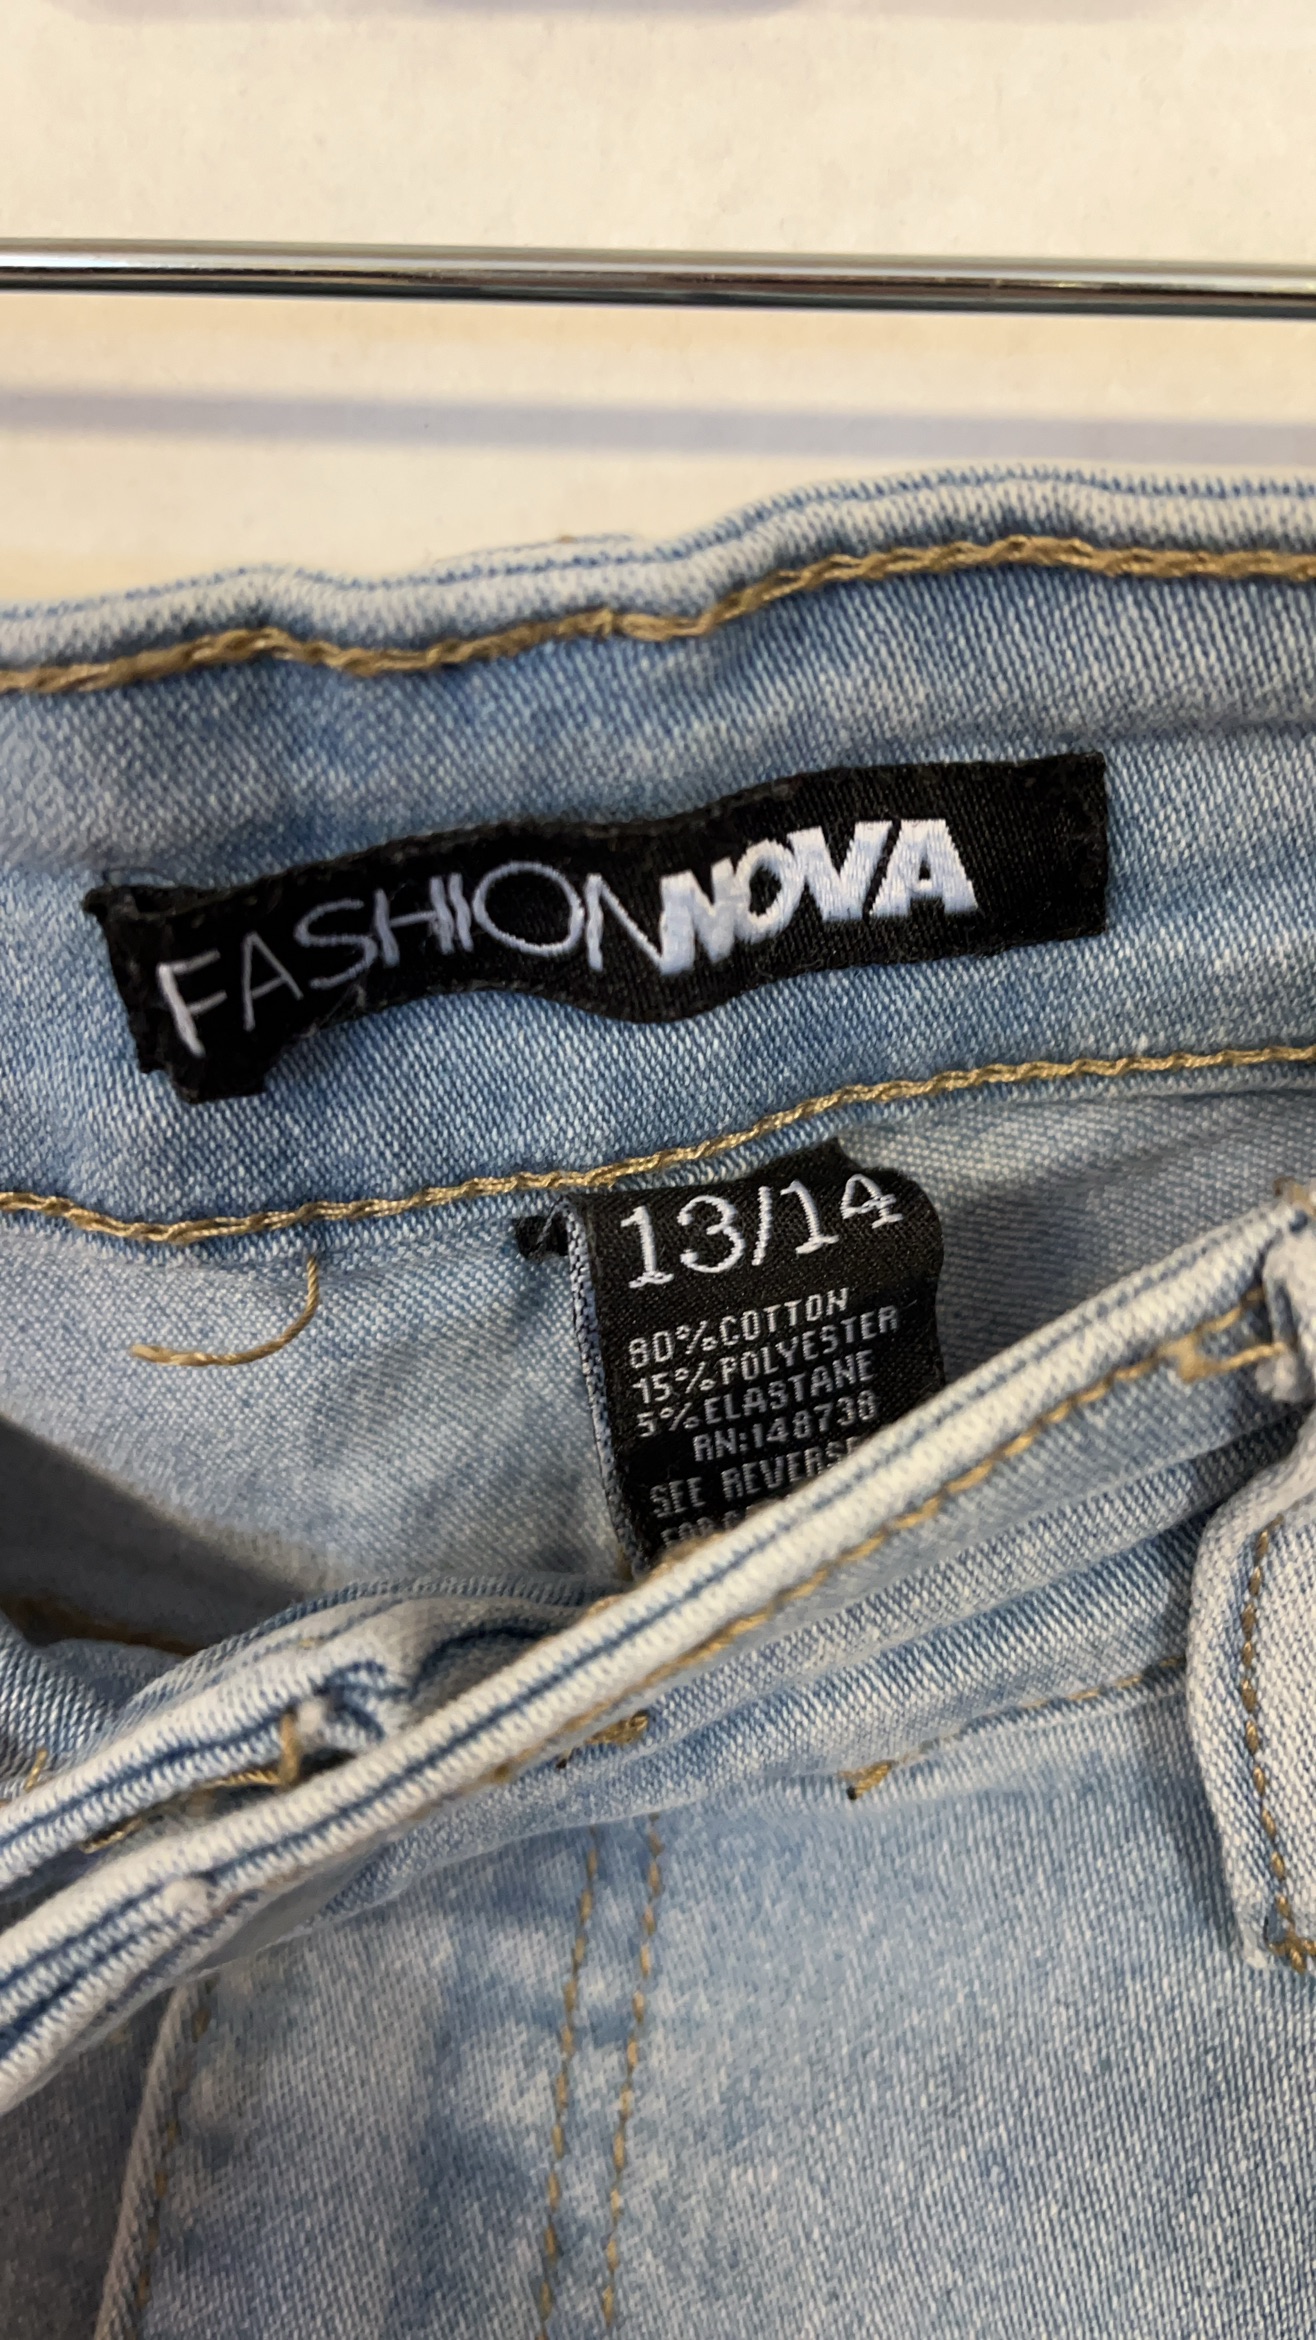 FASHIONNOVA
13/14
80%COTTON
15%POLYESTER
5%ELASTANE
RN:148738
SEE REVERSE